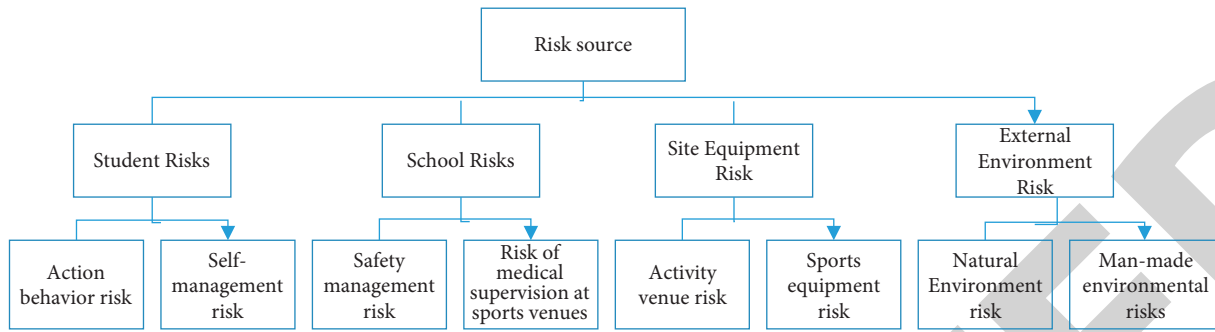 Risk source
Student Risks
School Risks
Site Equipment
Risk
External
Environment
Risk
Action
behavior risk
Self-
management
risk
Safety
management
risk
Risk of
medical
supervision at
sports venues
Activity
venue risk
Sports
equipment
risk
Natural
Environment
risk
Man-made
environmental
risks